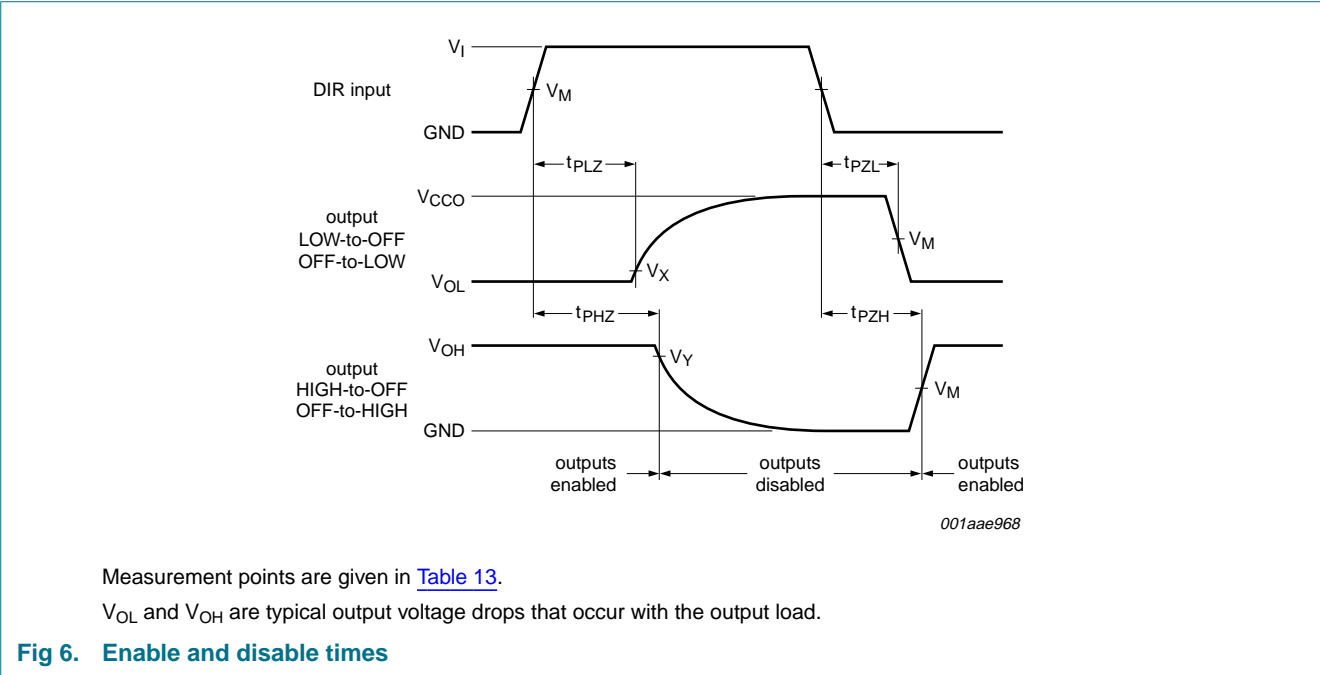 V_I
DIR input
V_M
GND
t_PLZ
t_PZL
V_CCO
output
LOW-to-OFF
OFF-to-LOW
V_M
V_X
V_OL
t_PHZ
t_PZH
V_OH
V_Y
output
HIGH-to-OFF
OFF-to-HIGH
V_M
GND
outputs
enabled
outputs
disabled
outputs
enabled
001aae968
Measurement points are given in Table 13.
V_OL and V_OH are typical output voltage drops that occur with the output load.
Fig 6. Enable and disable times